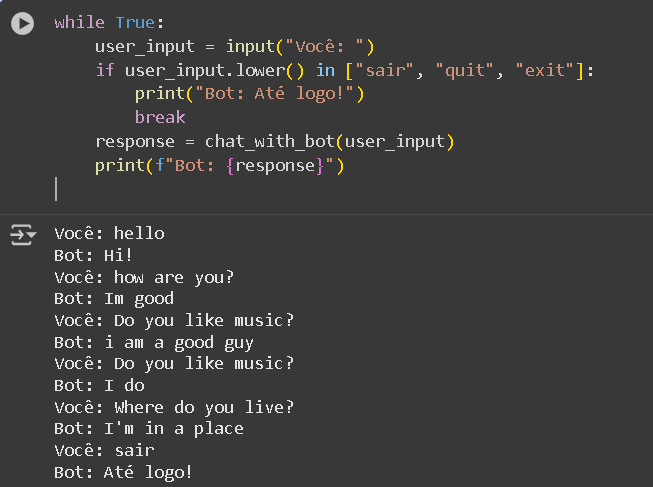 while True:
    user_input = input("Você: ")
    if user_input.lower() in ["sair", "quit", "exit"]:
        print("Bot: Até logo!")
        break
    response = chat_with_bot(user_input)
    print(f"Bot: {response}")
Você: hello
Bot: Hi!
Você: how are you?
Bot: Im good
Você: Do you like music?
Bot: i am a good guy
Você: Do you like music?
Bot: I do
Você: Where do you live?
Bot: I'm in a place
Você: sair
Bot: Até logo!